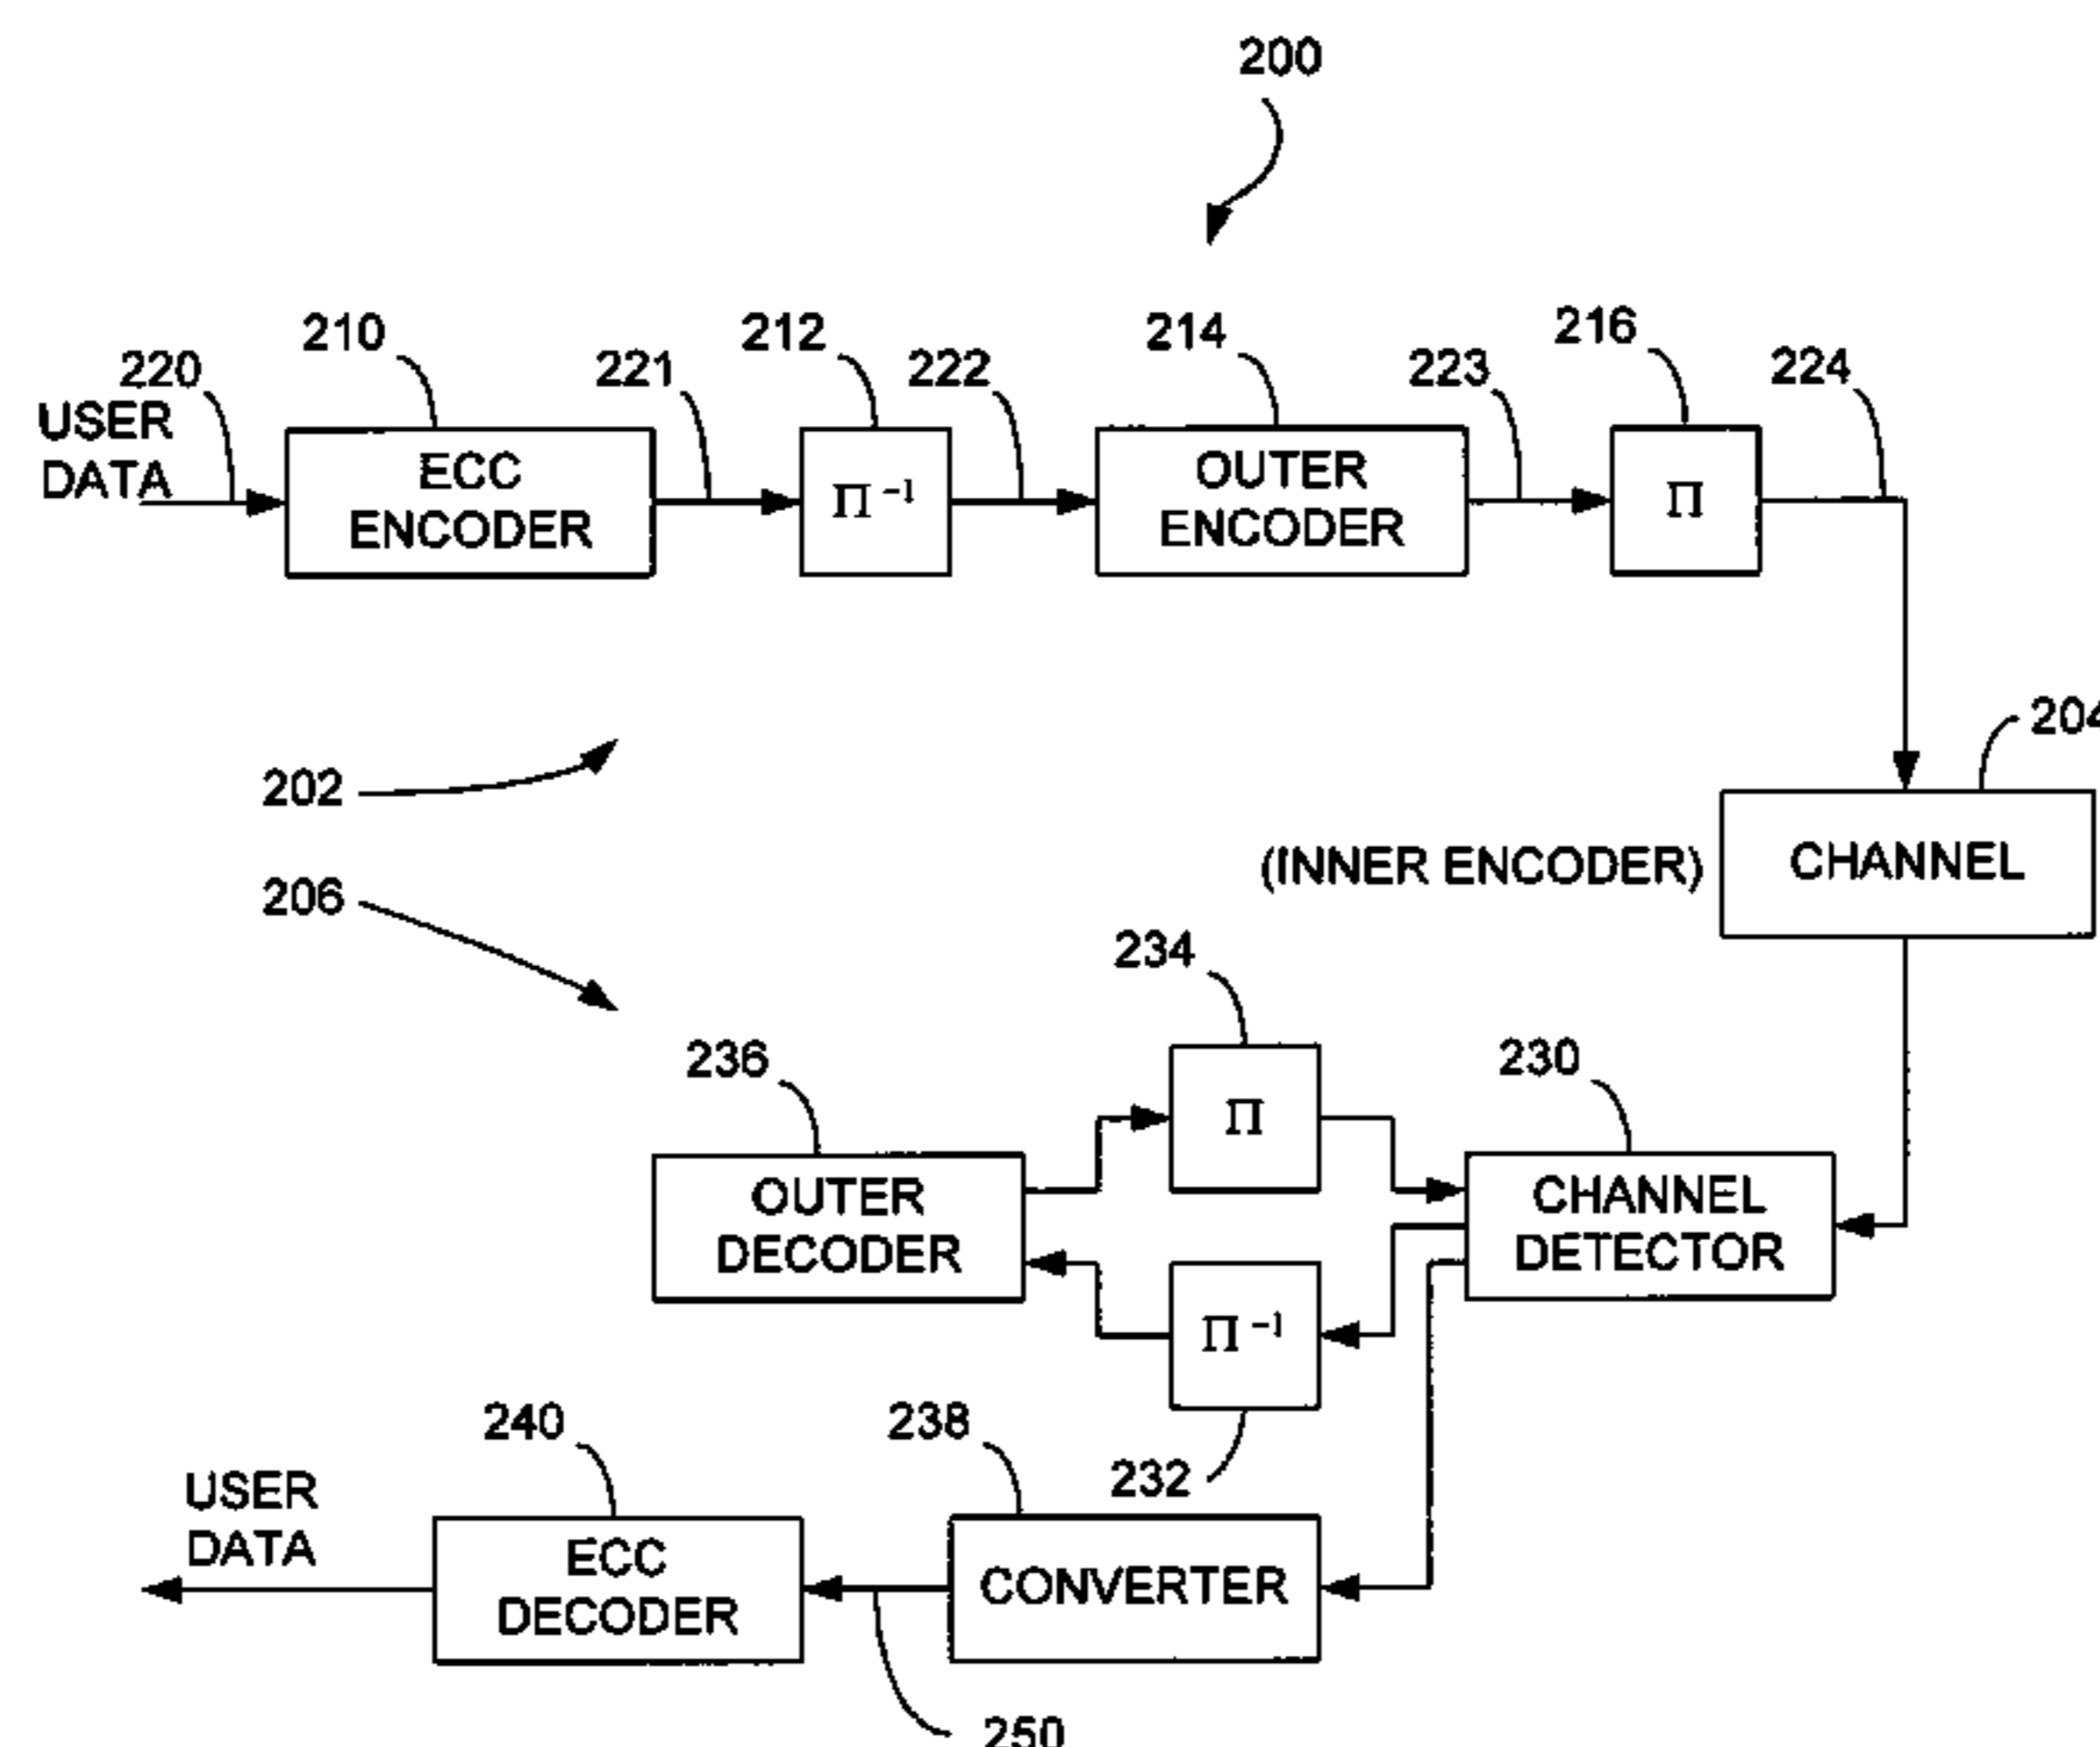 200
210
212
214
216
220
221
222
223
224
USER
DATA
ECC
ENCODER
Π⁻¹
OUTER
ENCODER
Π
204
202
(INNER ENCODER)
CHANNEL
206
234
236
230
Π
OUTER
DECODER
CHANNEL
DETECTOR
Π⁻¹
240
238
232
USER
DATA
ECC
DECODER
CONVERTER
250